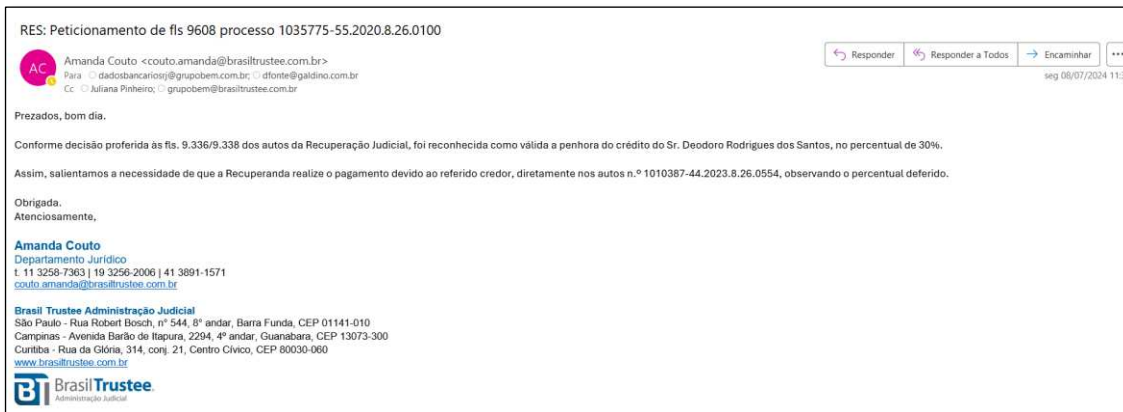 RES: Peticionamento de fls 9608 processo 1035775-55.2020.8.26.0100
AC
Amanda Couto <couto.amanda@brasiltrustee.com.br>
Para dadosbancariosrj@grupobem.com.br; dfonte@galdino.com.br
Cc Juliana Pinheiro; grupobem@brasiltrustee.com.br
Responder
Responder a Todos
Encaminhar
seg 08/07/2024
Prezados, bom dia.
Conforme decisão proferida às fls. 9.336/9.338 dos autos da Recuperação Judicial, foi reconhecida como válida a penhora do crédito do Sr. Deodoro Rodrigues dos Santos, no percentual de 30%.
Assim, salientamos a necessidade de que a Recuperanda realize o pagamento devido ao referido credor, diretamente nos autos n.º 1010387-44.2023.8.26.0554, observando o percentual deferido.
Obrigada.
Atenciosamente,
Amanda Couto
Departamento Jurídico
t. 11 3258-7363 | 19 3256-2006 | 41 3891-1571
couto.amanda@brasiltrustee.com.br
Brasil Trustee Administração Judicial
São Paulo - Rua Robert Bosch, n° 544, 8° andar, Barra Funda, CEP 01141-010
Campinas - Avenida Barão de Itapura, 2294, 4º andar, Guanabara, CEP 13073-300
Curitiba - Rua da Glória, 314, conj. 21, Centro Cívico, CEP 80030-060
www.brasiltrustee.com.br
BT BrasilTrustee.
Administração Judicial